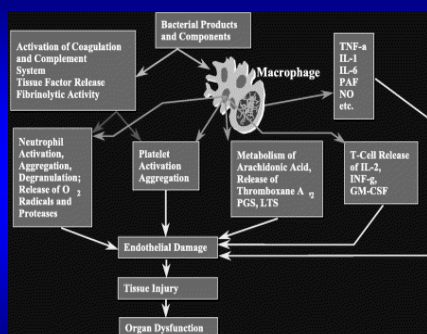 Bacterial Products
and Components
Activation of Coagulation
and Complement
System
Tissue Factor Release
Fibrinolytic Activity
Macrophage
TNF-a
IL-1
IL-6
PAF
NO
etc.
Neutrophil
Activation,
Aggregation,
Degranulation;
Release of O 2
Radicals and
Proteases
Platelet
Activation
Aggregation
Metabolism of
Arachidonic Acid,
Release of
Thromboxane A 2
PGS, LTS
T-Cell Release
of IL-2,
INF-g,
GM-CSF
Endothelial Damage
Tissue Injury
Organ Dysfunction